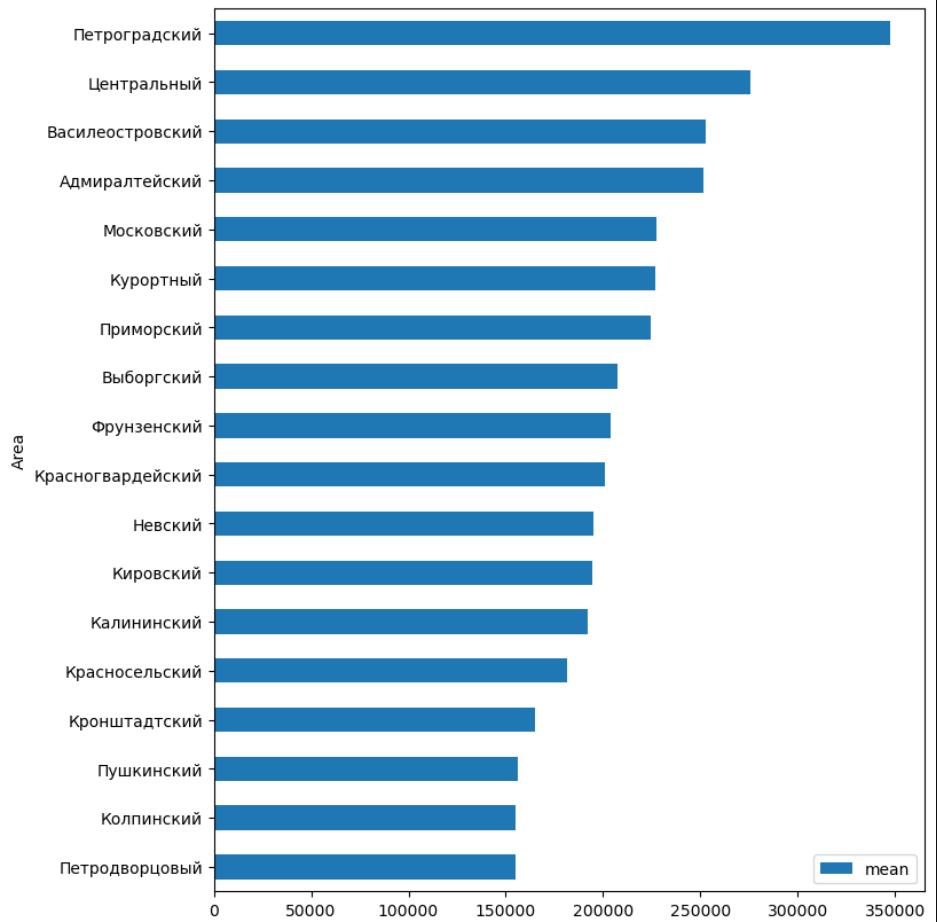 Петроградский
Центральный
Василеостровский
Адмиралтейский
Московский
Курортный
Приморский
Выборгский
Фрунзенский
Area
Красногвардейский
Невский
Кировский
Калининский
Красносельский
Кронштадтский
Пушкинский
Колпинский
Петродворцовый
mean
0 50000 100000 150000 200000 250000 300000 350000